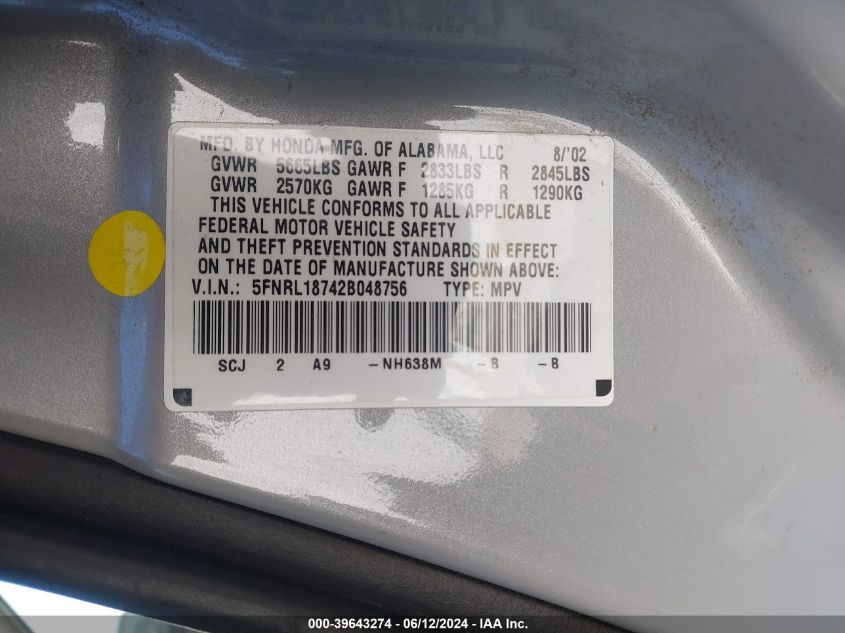 MFD. BY HONDA MFG. OF ALABAMA, LLC 8/'02
GVWR 5665LBS GAWR F 2833LBS R 2845LBS
GVWR 2570KG GAWR F 1285KG R 1290KG
THIS VEHICLE CONFORMS TO ALL APPLICABLE
FEDERAL MOTOR VEHICLE SAFETY
AND THEFT PREVENTION STANDARDS IN EFFECT
ON THE DATE OF MANUFACTURE SHOWN ABOVE:
V.I.N.: 5FNRL18742B048756 TYPE: MPV
SCJ 2 A9 -NH638M -B -B
000-39643274 - 06/12/2024 - IAA Inc.